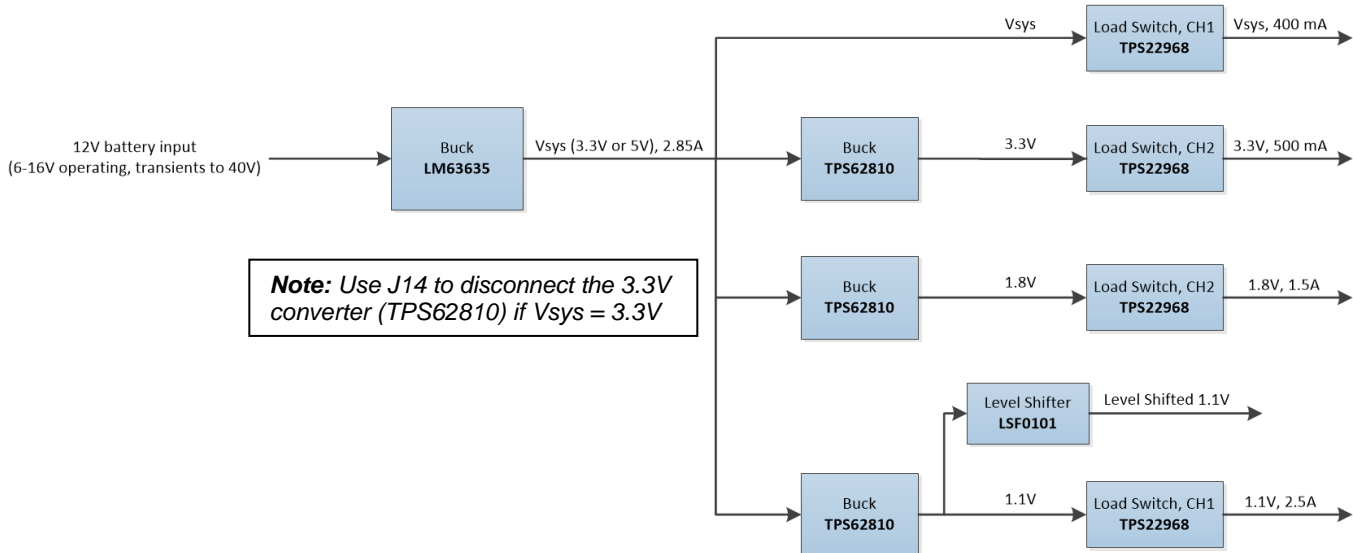 Vsys
Load Switch, CH1
TPS22968
Vsys, 400 mA
12V battery input
(6-16V operating, transients to 40V)
Buck
LM63635
Vsys (3.3V or 5V), 2.85A
Buck
TPS62810
3.3V
Load Switch, CH2
TPS22968
3.3V, 500 mA
Note: Use J14 to disconnect the 3.3V
converter (TPS62810) if Vsys = 3.3V
Buck
TPS62810
1.8V
Load Switch, CH2
TPS22968
1.8V, 1.5A
Level Shifter
LSF0101
Level Shifted 1.1V
Buck
TPS62810
1.1V
Load Switch, CH1
TPS22968
1.1V, 2.5A